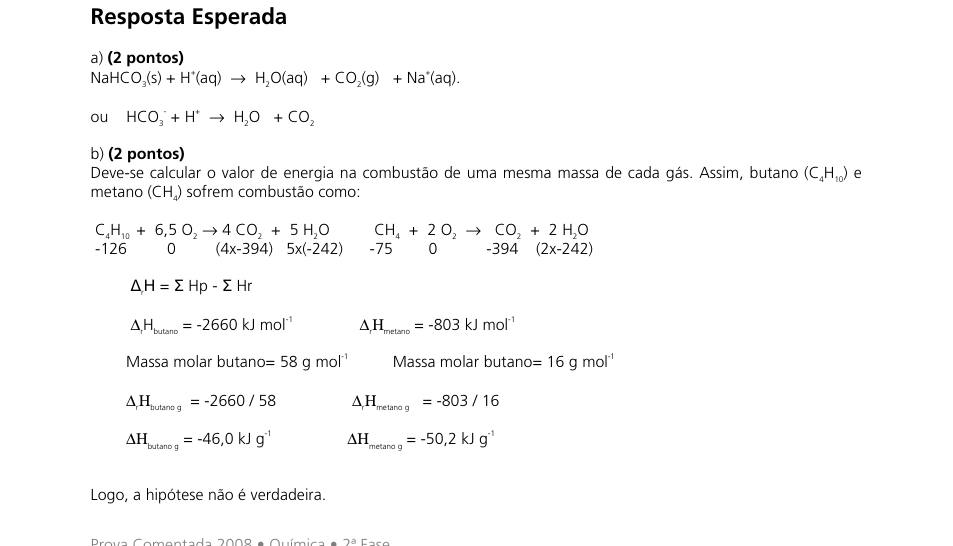 Resposta Esperada
a) (2 pontos)
NaHCO3(s) + H+(aq) → H2O(aq) + CO2(g) + Na+(aq).
ou HCO3- + H+ → H2O + CO2
b) (2 pontos)
Deve-se calcular o valor de energia na combustão de uma mesma massa de cada gás. Assim, butano (C4H10) e
metano (CH4) sofrem combustão como:
C4H10 + 6,5 O2 → 4 CO2 + 5 H2O CH4 + 2 O2 → CO2 + 2 H2O
-126 0 (4x-394) 5x(-242) -75 0 -394 (2x-242)
ΔrH = Σ Hp - Σ Hr
ΔrHbutano = -2660 kJ mol-1 ΔrHmetano = -803 kJ mol-1
Massa molar butano= 58 g mol-1 Massa molar butano= 16 g mol-1
ΔrHbutano g = -2660 / 58 ΔrHmetano g = -803 / 16
ΔHbutano g = -46,0 kJ g-1 ΔHmetano g = -50,2 kJ g-1
Logo, a hipótese não é verdadeira.
Prova Comentada 2008 • Química • 2ª Fase